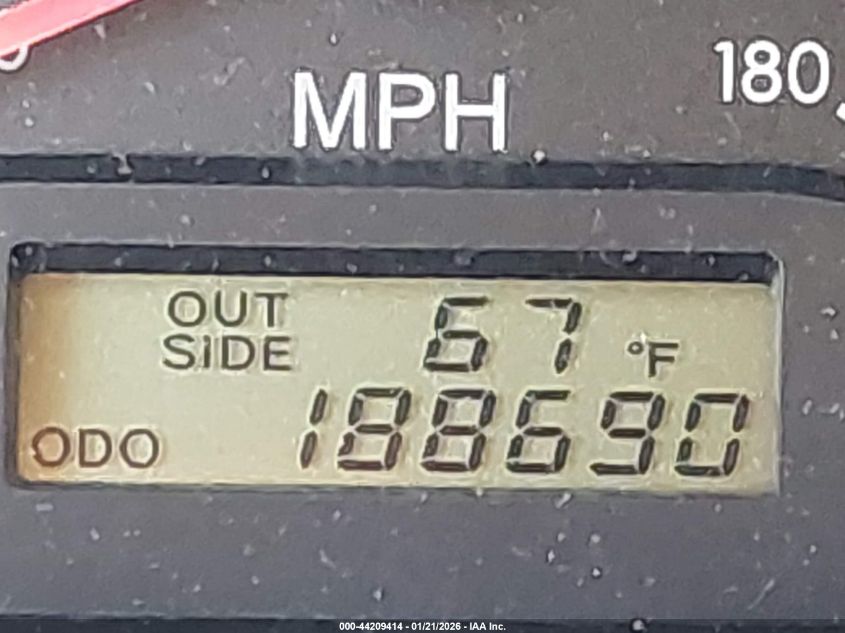 180
MPH
OUT SIDE 67 °F
ODO 188690
000-44209414 - 01/21/2026 - IAA Inc.